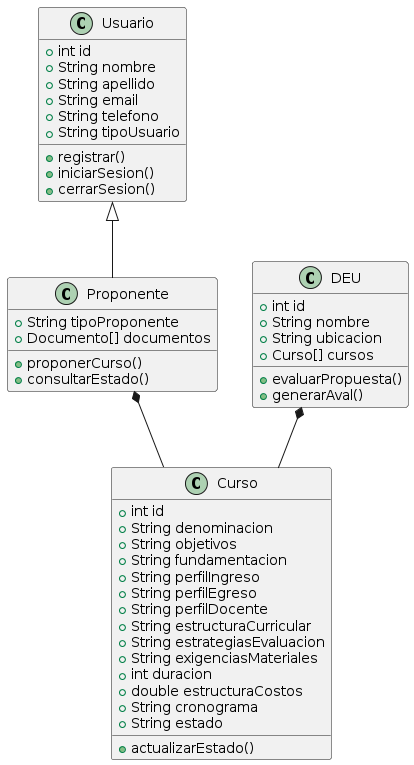 C Usuario
int id
String nombre
String apellido
String email
String telefono
String tipoUsuario
registrar()
iniciarSesion()
cerrarSesion()
C Proponente
String tipoProponente
Documento[] documentos
proponerCurso()
consultarEstado()
C DEU
int id
String nombre
String ubicacion
Curso[] cursos
evaluarPropuesta()
generarAval()
C Curso
int id
String denominacion
String objetivos
String fundamentacion
String perfilIngreso
String perfilEgreso
String perfilDocente
String estructuraCurricular
String estrategiasEvaluacion
String exigenciasMateriales
int duracion
double estructuraCostos
String cronograma
String estado
actualizarEstado()